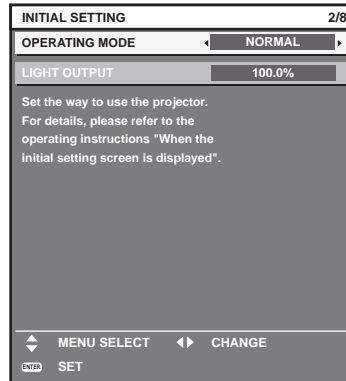 INITIAL SETTING 2/8
OPERATING MODE NORMAL
LIGHT OUTPUT 100.0%
Set the way to use the projector.
For details, please refer to the
operating instructions "When the
initial setting screen is displayed".
MENU SELECT CHANGE
ENTER SET